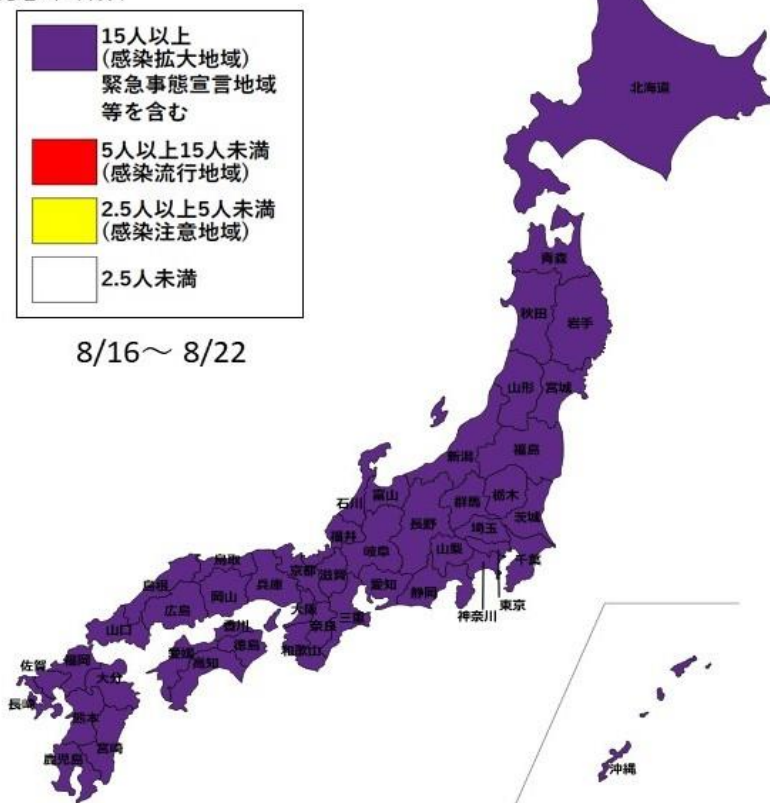 15人以上
(感染拡大地域)
緊急事態宣言地域
等を含む
5人以上15人未満
(感染流行地域)
2.5人以上5人未満
(感染注意地域)
2.5人未満
8/16～ 8/22
北海道
青森
秋田
岩手
山形
宮城
新潟
福島
石川
富山
群馬
栃木
福井
長野
埼玉
茨城
岐阜
山梨
千葉
鳥取
京都
滋賀
島根
岡山
兵庫
愛知
静岡
東京
広島
大阪
神奈川
山口
香川
奈良
三重
徳島
和歌山
愛媛
高知
福岡
佐賀
大分
長崎
熊本
宮崎
鹿児島
沖縄